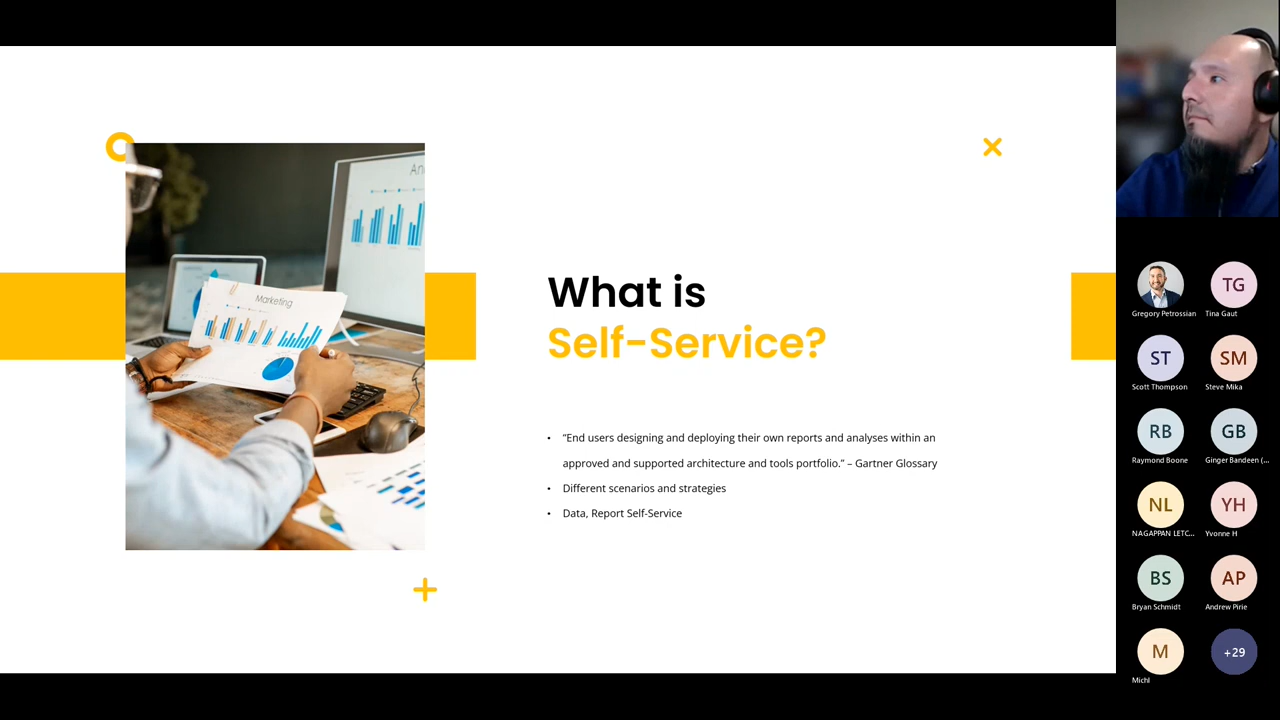 An
Marketing
What is
Self-Service?
• "End users designing and deploying their own reports and analyses within an
approved and supported architecture and tools portfolio." – Gartner Glossary
• Different scenarios and strategies
• Data, Report Self-Service
Gregory Petrossian
TG
Tina Gaut
ST
Scott Thompson
SM
Steve Mika
RB
Raymond Boone
GB
Ginger Bandeen (...
NL
NAGAPPAN LETC...
YH
Yvonne H
BS
Bryan Schmidt
AP
Andrew Pirie
M
Michl
+29